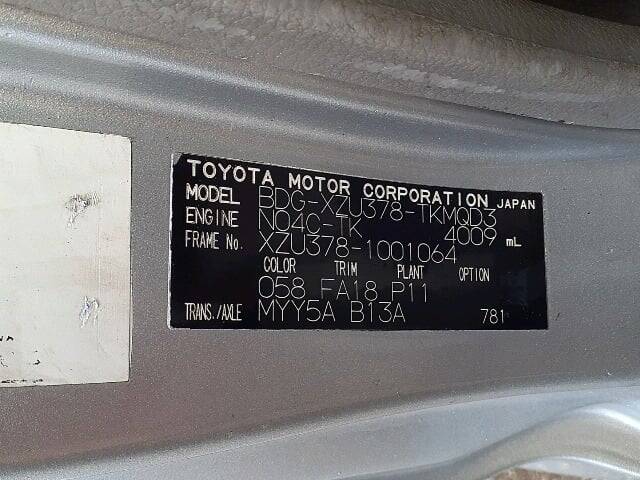 TOYOTA MOTOR CORPORATION JAPAN
MODEL BDG-XZU378-TKMQD3
ENGINE N04C-TK 4009 mL
FRAME No. XZU378-1001064
COLOR TRIM PLANT OPTION
058 FA18 P11
TRANS./AXLE MYY5A B13A 781